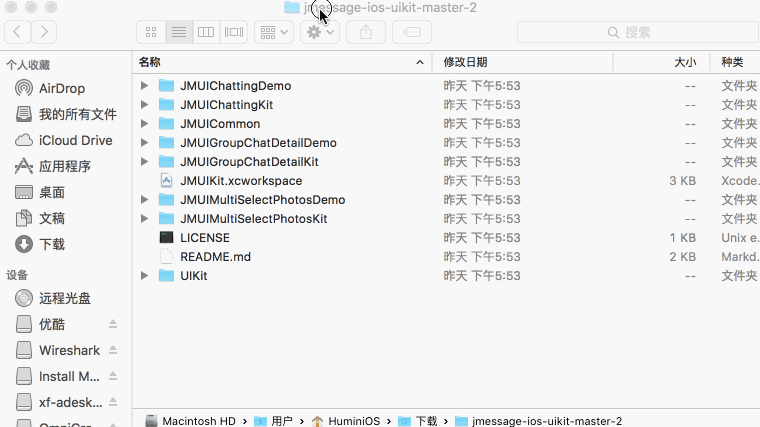 jmessage-ios-uikit-master-2
搜索
个人收藏
AirDrop
我的所有文件
iCloud Drive
应用程序
桌面
文稿
下载
设备
远程光盘
优酷
Wireshark
Install M...
xf-adesk...
名称 修改日期 大小 种类
JMUIChattingDemo 昨天 下午5:53 -- 文件夹
JMUIChattingKit 昨天 下午5:53 -- 文件夹
JMUICommon 昨天 下午5:53 -- 文件夹
JMUIGroupChatDetailDemo 昨天 下午5:53 -- 文件夹
JMUIGroupChatDetailKit 昨天 下午5:53 -- 文件夹
JMUIKit.xcworkspace 昨天 下午5:53 3 KB Xcode.
JMUIMultiSelectPhotosDemo 昨天 下午5:53 -- 文件夹
JMUIMultiSelectPhotosKit 昨天 下午5:53 -- 文件夹
LICENSE 昨天 下午5:53 1 KB Unix e.
README.md 昨天 下午5:53 2 KB Markd.
UIKit 昨天 下午5:53 -- 文件夹
Macintosh HD › 用户 › HuminiOS › 下载 › jmessage-ios-uikit-master-2